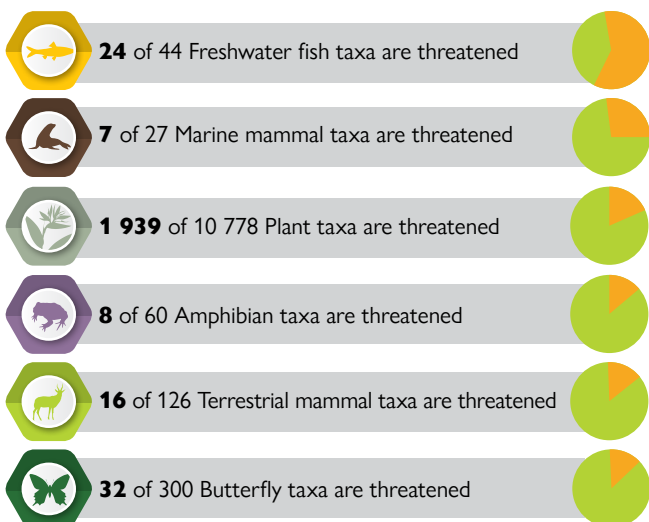 24 of 44 Freshwater fish taxa are threatened
7 of 27 Marine mammal taxa are threatened
1 939 of 10 778 Plant taxa are threatened
8 of 60 Amphibian taxa are threatened
16 of 126 Terrestrial mammal taxa are threatened
32 of 300 Butterfly taxa are threatened